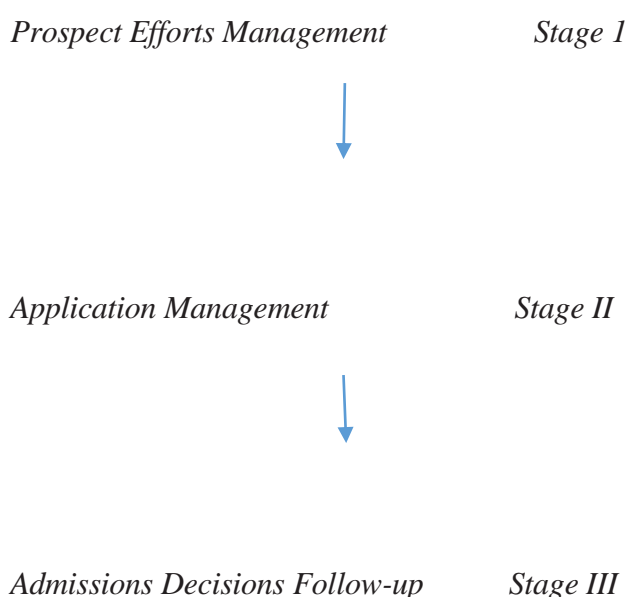 Prospect Efforts Management Stage 1
Application Management Stage II
Admissions Decisions Follow-up Stage III